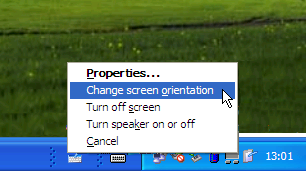 Properties...
Change screen orientation
Turn off screen
Turn speaker on or off
Cancel
13:01